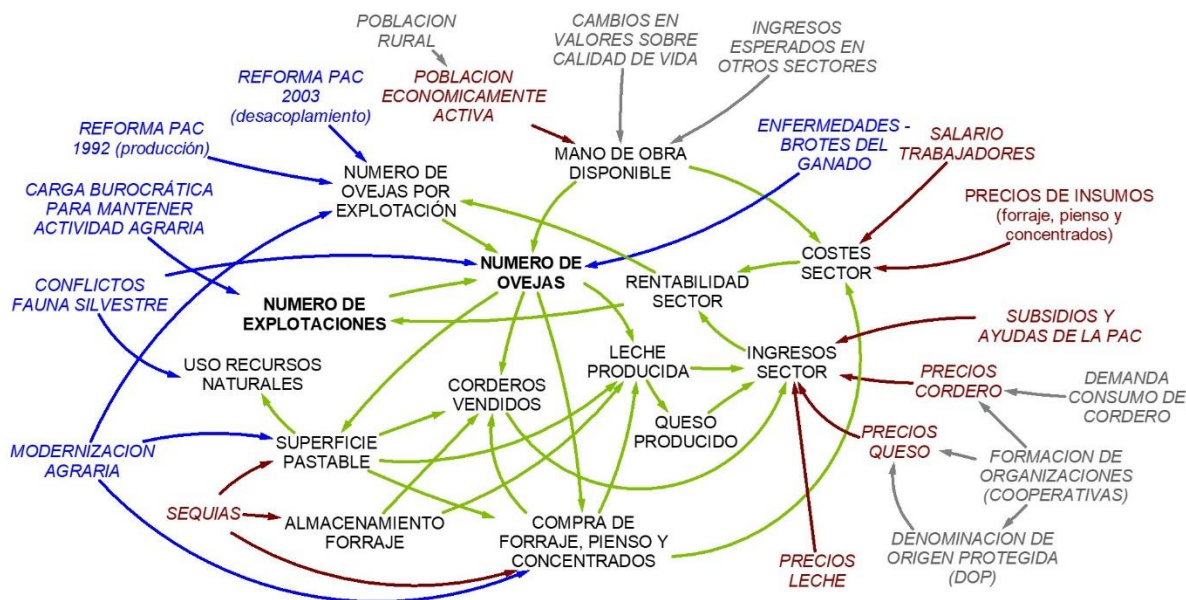 POBLACION
RURAL
CAMBIOS EN
VALORES SOBRE
CALIDAD DE VIDA
INGRESOS
ESPERADOS EN
OTROS SECTORES
REFORMA PAC
2003
(desacoplamiento)
POBLACION
ECONOMICAMENTE
ACTIVA
REFORMA PAC
1992 (producción)
ENFERMEDADES -
BROTES DEL
GANADO
SALARIO
TRABAJADORES
MANO DE OBRA
DISPONIBLE
NUMERO DE
OVEJAS POR
EXPLOTACIÓN
CARGA BUROCRÁTICA
PARA MANTENER
ACTIVIDAD AGRARIA
PRECIOS DE INSUMOS
(forraje, pienso y
concentrados)
COSTES
SECTOR
NUMERO DE
OVEJAS
RENTABILIDAD
SECTOR
CONFLICTOS
FAUNA SILVESTRE
NUMERO DE
EXPLOTACIONES
SUBSIDIOS Y
AYUDAS DE LA PAC
USO RECURSOS
NATURALES
LECHE
PRODUCIDA
INGRESOS
SECTOR
CORDEROS
VENDIDOS
PRECIOS
CORDERO
DEMANDA
CONSUMO DE
CORDERO
QUESO
PRODUCIDO
MODERNIZACION
AGRARIA
SUPERFICIE
PASTABLE
PRECIOS
QUESO
FORMACION DE
ORGANIZACIONES
(COOPERATIVAS)
SEQUIAS
ALMACENAMIENTO
FORRAJE
COMPRA DE
FORRAJE, PIENSO Y
CONCENTRADOS
PRECIOS
LECHE
DENOMINACIÓN DE
ORIGEN PROTEGIDA
(DOP)